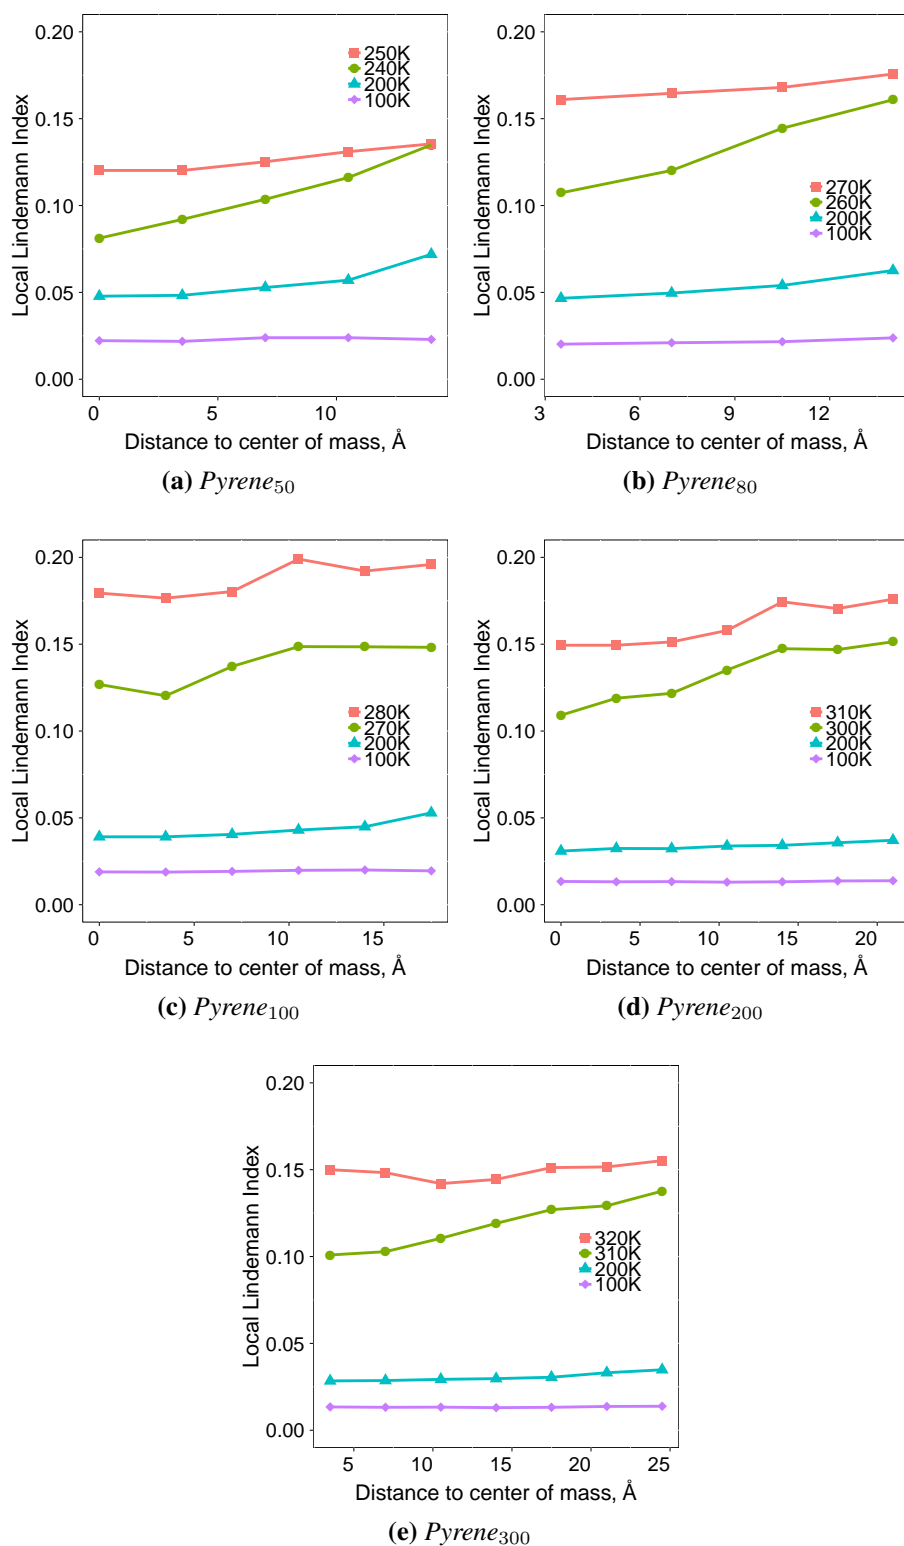 0.20
0.15
0.10
0.05
0.00
Local Lindemann Index
250K
240K
200K
100K
0 5 10
Distance to center of mass, Å
(a) Pyrene50
0.20
0.15
0.10
0.05
0.00
Local Lindemann Index
270K
260K
200K
100K
3 6 9 12
Distance to center of mass, Å
(b) Pyrene80
0.20
0.15
0.10
0.05
0.00
Local Lindemann Index
280K
270K
200K
100K
0 5 10 15
Distance to center of mass, Å
(c) Pyrene100
0.20
0.15
0.10
0.05
0.00
Local Lindemann Index
310K
300K
200K
100K
0 5 10 15 20
Distance to center of mass, Å
(d) Pyrene200
0.20
0.15
0.10
0.05
0.00
Local Lindemann Index
320K
310K
200K
100K
5 10 15 20 25
Distance to center of mass, Å
(e) Pyrene300